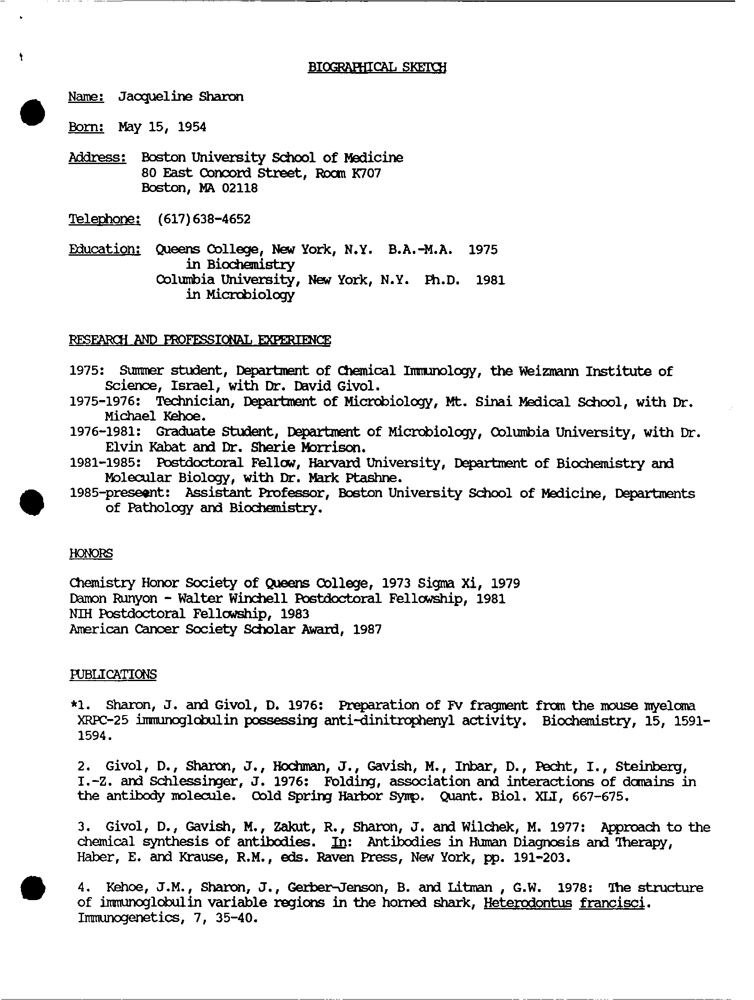 BIOGRAPHICAL SKETCH
Name: Jacqueline Sharon
Born: May 15, 1954
Address: Boston University School of Medicine
80 East Concord Street, Room K707
Boston, MA 02118
Telephone: (617)638-4652
Education: Queens College, New York, N.Y. B.A.-M.A. 1975
in Biochemistry
Columbia University, New York, N.Y. Ph.D. 1981
in Microbiology
RESEARCH AND PROFESSIONAL EXPERIENCE
1975: Summer student, Department of Chemical Immunology, the Weizmann Institute of
Science, Israel, with Dr. David Givol.
1975-1976: Technician, Department of Microbiology, Mt. Sinai Medical School, with Dr.
Michael Kehoe.
1976-1981: Graduate Student, Department of Microbiology, Columbia University, with Dr.
Elvin Kabat and Dr. Sherie Morrison.
1981-1985: Postdoctoral Fellow, Harvard University, Department of Biochemistry and
Molecular Biology, with Dr. Mark Ptashne.
1985-preseent: Assistant Professor, Boston University School of Medicine, Departments
of Pathology and Biochemistry.
HONORS
Chemistry Honor Society of Queens College, 1973 Sigma Xi, 1979
Damon Runyon - Walter Winchell Postdoctoral Fellowship, 1981
NIH Postdoctoral Fellowship, 1983
American Cancer Society Scholar Award, 1987
PUBLICATIONS
*1. Sharon, J. and Givol, D. 1976: Preparation of Fv fragment from the mouse myeloma
XRPC-25 immunoglobulin possessing anti-dinitrophenyl activity. Biochemistry, 15, 1591-
1594.
2. Givol, D., Sharon, J., Hochman, J., Gavish, M., Inbar, D., Pecht, I., Steinberg,
I.-Z. and Schlessinger, J. 1976: Folding, association and interactions of domains in
the antibody molecule. Cold Spring Harbor Symp. Quant. Biol. XLI, 667-675.
3. Givol, D., Gavish, M., Zakut, R., Sharon, J. and Wilchek, M. 1977: Approach to the
chemical synthesis of antibodies. In: Antibodies in Human Diagnosis and Therapy,
Haber, E. and Krause, R.M., eds. Raven Press, New York, pp. 191-203.
4. Kehoe, J.M., Sharon, J., Gerber-Jenson, B. and Litman , G.W. 1978: The structure
of immunoglobulin variable regions in the horned shark, Heterodontus francisci.
Immunogenetics, 7, 35-40.